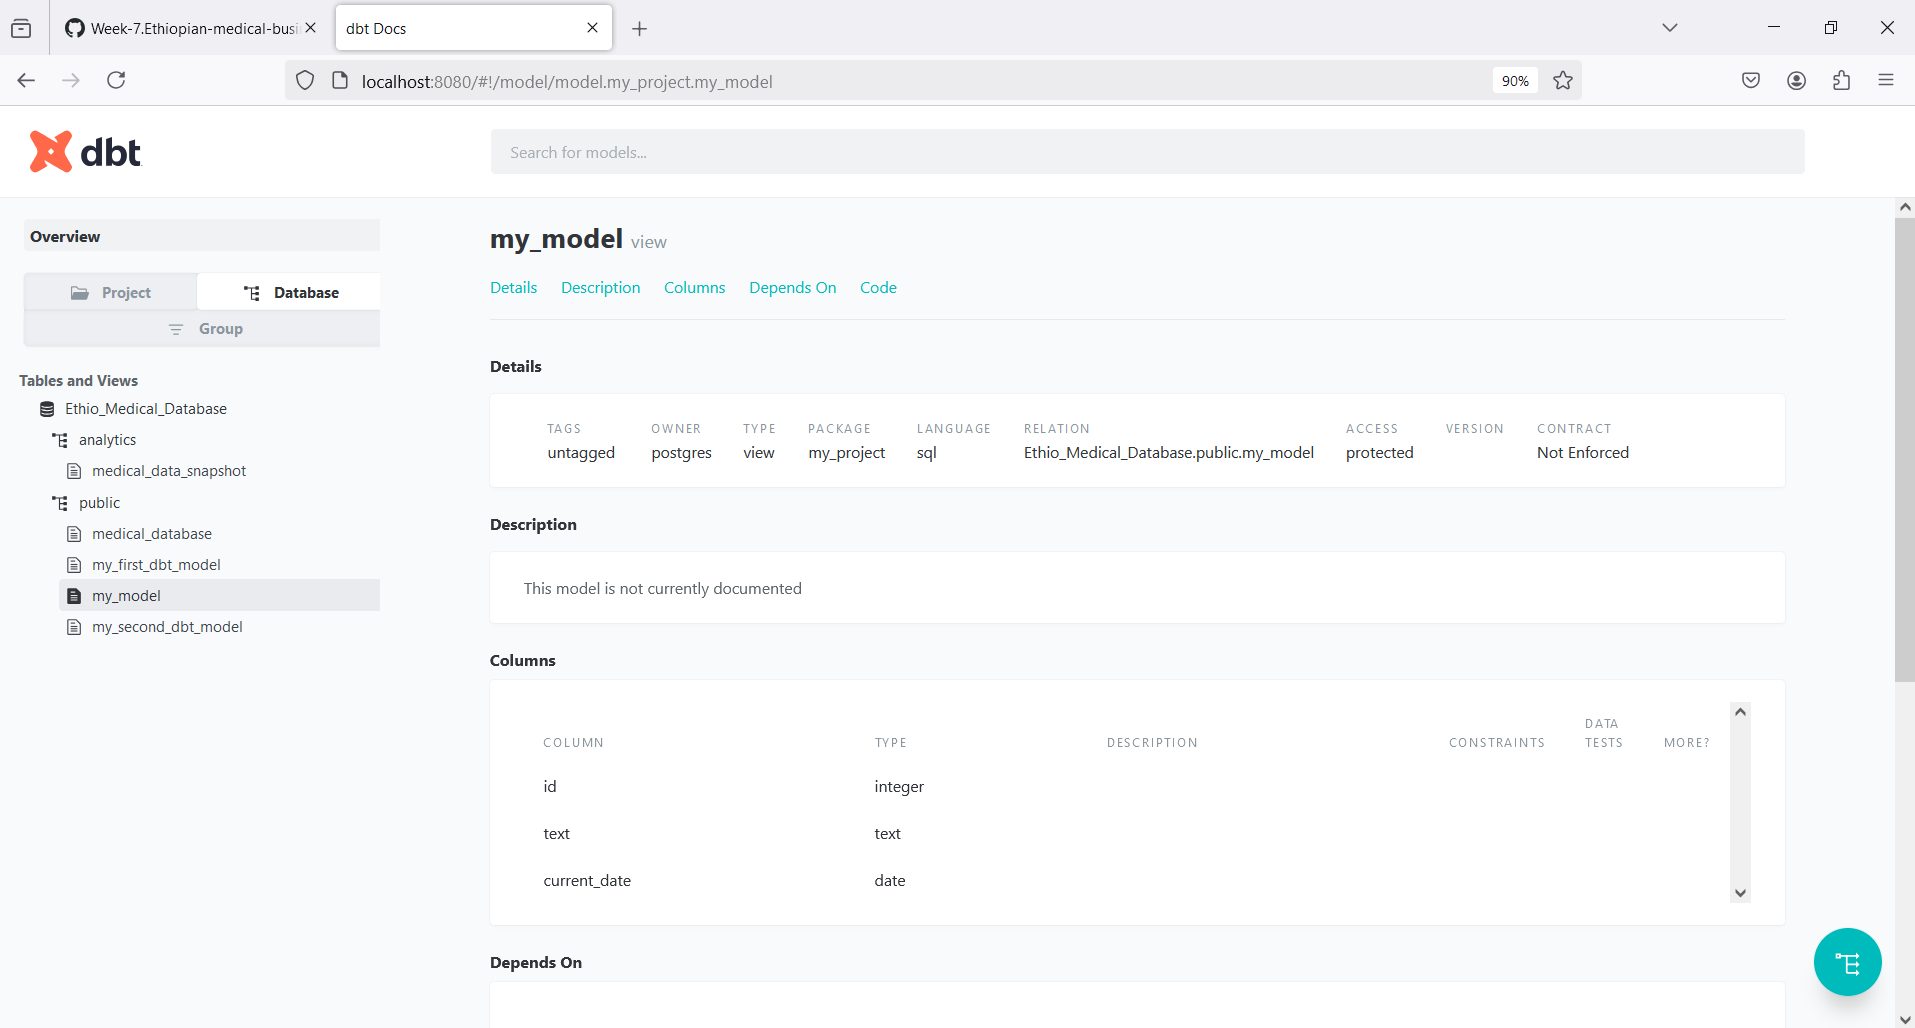 Week-7.Ethiopian-medical-busi
dbt Docs
localhost:8080/#!/model/model.my_project.my_model
90%
dbt
Search for models...
Overview
Project
Database
Group
Tables and Views
Ethio_Medical_Database
analytics
medical_data_snapshot
public
medical_database
my_first_dbt_model
my_model
my_second_dbt_model
my_model view
Details Description Columns Depends On Code
Details
TAGS OWNER TYPE PACKAGE LANGUAGE RELATION ACCESS VERSION CONTRACT
untagged postgres view my_project sql Ethio_Medical_Database.public.my_model protected Not Enforced
Description
This model is not currently documented
Columns
COLUMN TYPE DESCRIPTION CONSTRAINTS DATA TESTS MORE?
id integer
text text
current_date date
Depends On